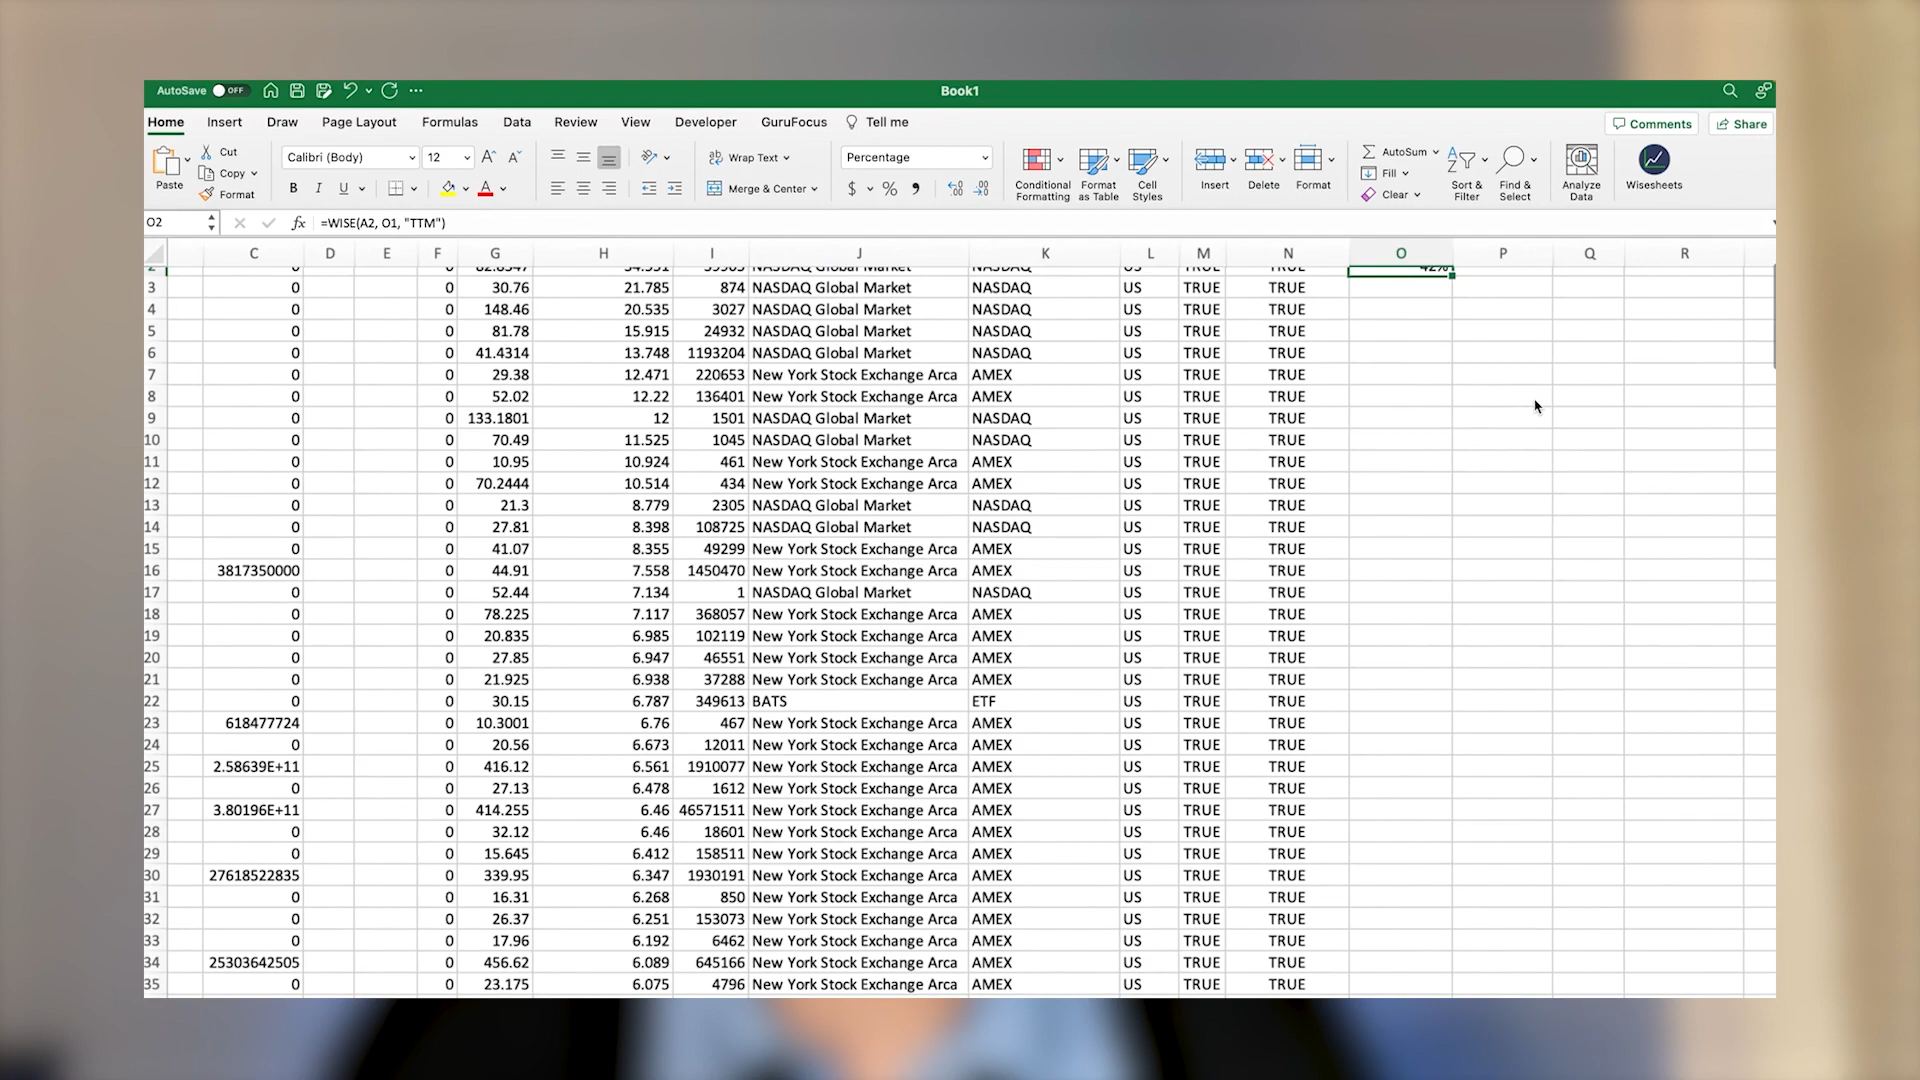 AutoSave OFF Book1
Home Insert Draw Page Layout Formulas Data Review View Developer GuruFocus Tell me Comments Share
Paste Cut Copy Format Calibri (Body) 12 Wrap Text Merge & Center Percentage Conditional Formatting Format as Table Cell Styles Insert Delete Format AutoSum Fill Clear Sort & Filter Find & Select Analyze Data Wisesheets
O2 fx =WISE(A2, O1, "TTM")
C D E F G H I J K L M N O P Q R
3 0 0 30.76 21.785 874 NASDAQ Global Market NASDAQ US TRUE TRUE
4 0 0 148.46 20.535 3027 NASDAQ Global Market NASDAQ US TRUE TRUE
5 0 0 81.78 15.915 24932 NASDAQ Global Market NASDAQ US TRUE TRUE
6 0 0 41.4314 13.748 1193204 NASDAQ Global Market NASDAQ US TRUE TRUE
7 0 0 29.38 12.471 220653 New York Stock Exchange Arca AMEX US TRUE TRUE
8 0 0 52.02 12.22 136401 New York Stock Exchange Arca AMEX US TRUE TRUE
9 0 0 133.1801 12 1501 NASDAQ Global Market NASDAQ US TRUE TRUE
10 0 0 70.49 11.525 1045 NASDAQ Global Market NASDAQ US TRUE TRUE
11 0 0 10.95 10.924 461 New York Stock Exchange Arca AMEX US TRUE TRUE
12 0 0 70.2444 10.514 434 New York Stock Exchange Arca AMEX US TRUE TRUE
13 0 0 21.3 8.779 2305 NASDAQ Global Market NASDAQ US TRUE TRUE
14 0 0 27.81 8.398 108725 NASDAQ Global Market NASDAQ US TRUE TRUE
15 0 0 41.07 8.355 49299 New York Stock Exchange Arca AMEX US TRUE TRUE
16 3817350000 0 44.91 7.558 1450470 New York Stock Exchange Arca AMEX US TRUE TRUE
17 0 0 52.44 7.134 1 NASDAQ Global Market NASDAQ US TRUE TRUE
18 0 0 78.225 7.117 368057 New York Stock Exchange Arca AMEX US TRUE TRUE
19 0 0 20.835 6.985 102119 New York Stock Exchange Arca AMEX US TRUE TRUE
20 0 0 27.85 6.947 46551 New York Stock Exchange Arca AMEX US TRUE TRUE
21 0 0 21.925 6.938 37288 New York Stock Exchange Arca AMEX US TRUE TRUE
22 0 0 30.15 6.787 349613 BATS ETF US TRUE TRUE
23 618477724 0 10.3001 6.76 467 New York Stock Exchange Arca AMEX US TRUE TRUE
24 0 0 20.56 6.673 12011 New York Stock Exchange Arca AMEX US TRUE TRUE
25 2.58639E+11 0 416.12 6.561 1910077 New York Stock Exchange Arca AMEX US TRUE TRUE
26 0 0 27.13 6.478 1612 New York Stock Exchange Arca AMEX US TRUE TRUE
27 3.80196E+11 0 414.255 6.46 46571511 New York Stock Exchange Arca AMEX US TRUE TRUE
28 0 0 32.12 6.46 18601 New York Stock Exchange Arca AMEX US TRUE TRUE
29 0 0 15.645 6.412 158511 New York Stock Exchange Arca AMEX US TRUE TRUE
30 27618522835 0 339.95 6.347 1930191 New York Stock Exchange Arca AMEX US TRUE TRUE
31 0 0 16.31 6.268 850 New York Stock Exchange Arca AMEX US TRUE TRUE
32 0 0 26.37 6.251 153073 New York Stock Exchange Arca AMEX US TRUE TRUE
33 0 0 17.96 6.192 6462 New York Stock Exchange Arca AMEX US TRUE TRUE
34 25303642505 0 456.62 6.089 645166 New York Stock Exchange Arca AMEX US TRUE TRUE
35 0 0 23.175 6.075 4796 New York Stock Exchange Arca AMEX US TRUE TRUE